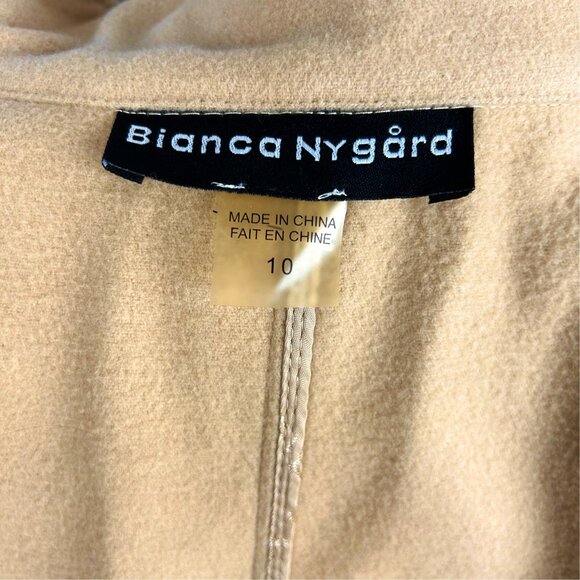 Bianca Nygård
MADE IN CHINA
FAIT EN CHINE
10